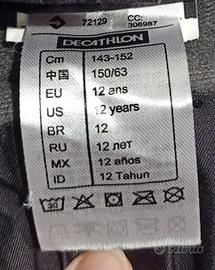 72129
CC:
306987
DECATHLON
Cm 143-152
中国 150/63
EU 12 ans
US 12 years
BR 12
RU 12 лет
MX 12 años
ID 12 Tahun
30